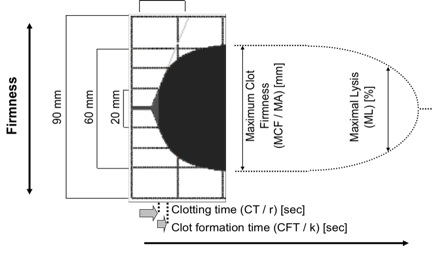 Firmness
90 mm
60 mm
20 mm
Maximum Clot
Firmness
(MCF / MA) [mm]
Maximal Lysis
(ML) [%]
Clotting time (CT / r) [sec]
Clot formation time (CFT / k) [sec]